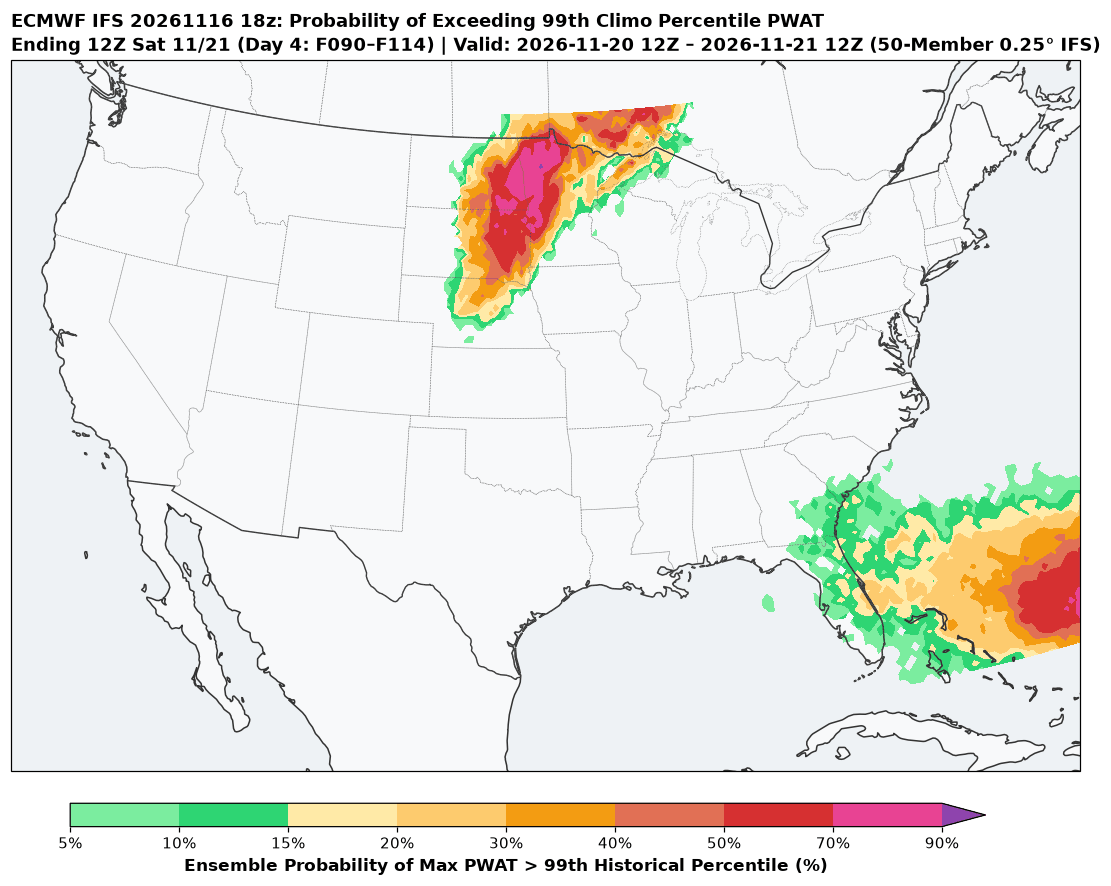 ECMWF IFS 20261116 18z: Probability of Exceeding 99th Climo Percentile PWAT
Ending 12Z Sat 11/21 (Day 4: F090–F114) | Valid: 2026-11-20 12Z – 2026-11-21 12Z (50-Member 0.25° IFS)
5% 10% 15% 20% 30% 40% 50% 70% 90%
Ensemble Probability of Max PWAT > 99th Historical Percentile (%)